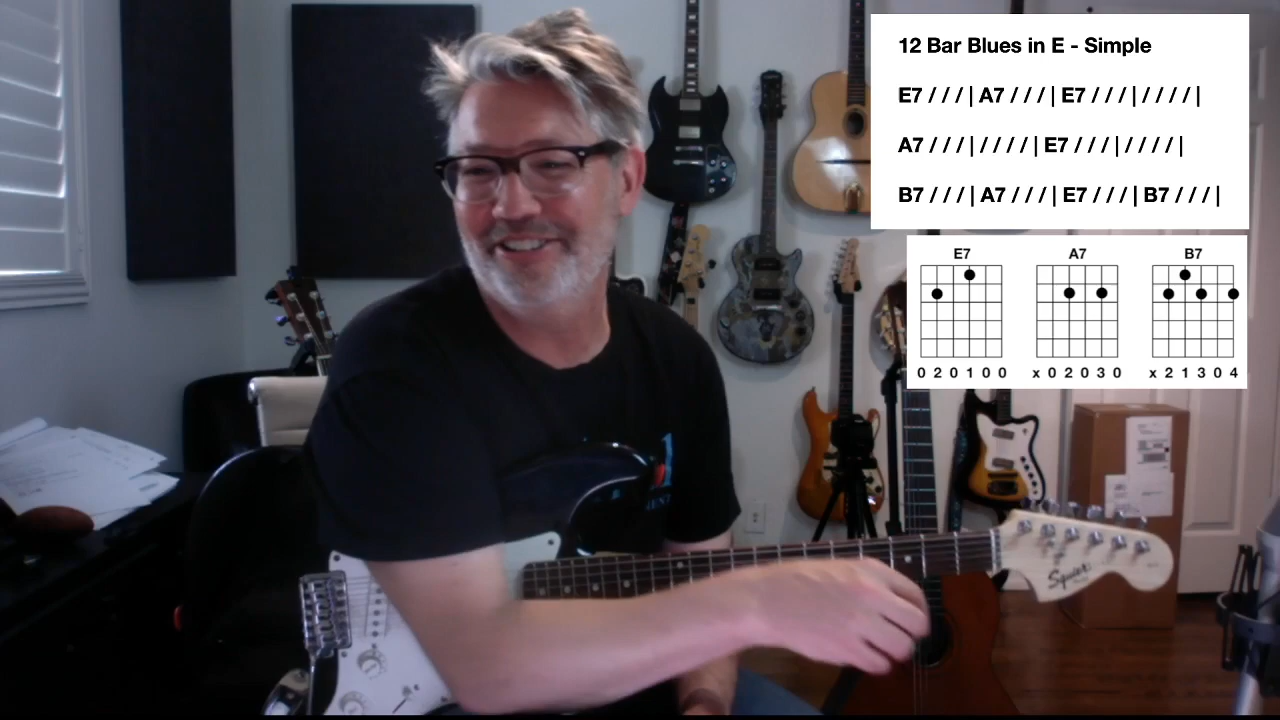 12 Bar Blues in E - Simple
E7 / / / | A7 / / / | E7 / / / | / / / / |
A7 / / / | / / / / | E7 / / / | / / / / |
B7 / / / | A7 / / / | E7 / / / | B7 / / / |
E7 A7 B7
0 2 0 1 0 0 x 0 2 0 3 0 x 2 1 3 0 4
Squier